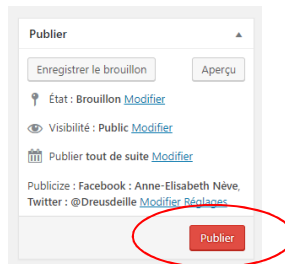 Publier
Enregistrer le brouillon Aperçu
État : Brouillon Modifier
Visibilité : Public Modifier
Publier tout de suite Modifier
Publicize : Facebook : Anne-Elisabeth Nève,
Twitter : @Dreusdeille Modifier Réglages
Publier